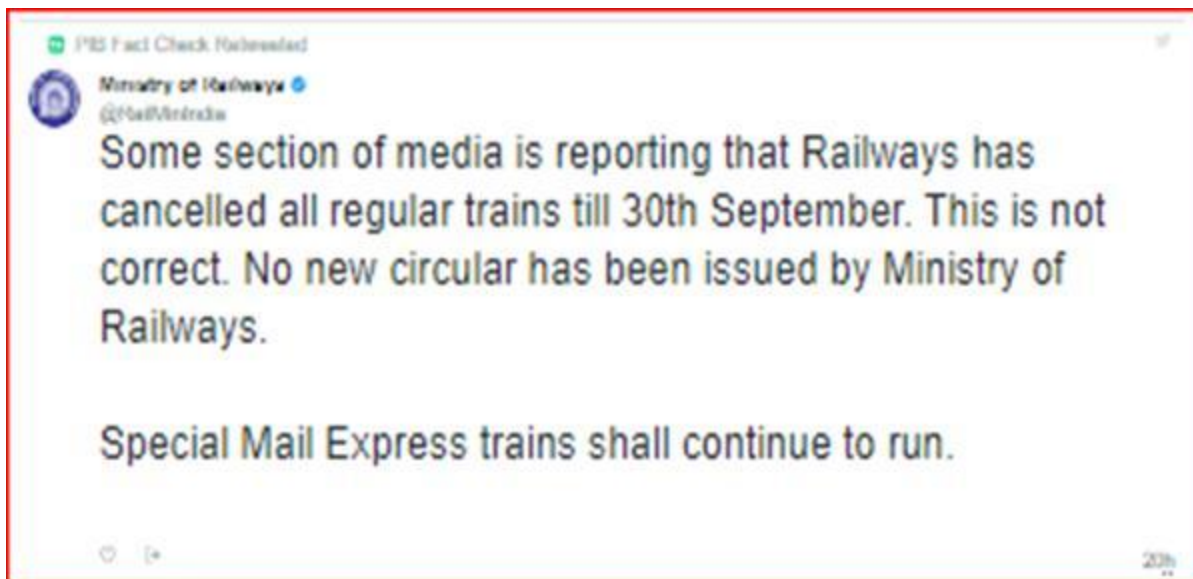 PIB Fact Check Retweeted
Ministry of Railways
@RailMinIndia
Some section of media is reporting that Railways has
cancelled all regular trains till 30th September. This is not
correct. No new circular has been issued by Ministry of
Railways.
Special Mail Express trains shall continue to run.
20h